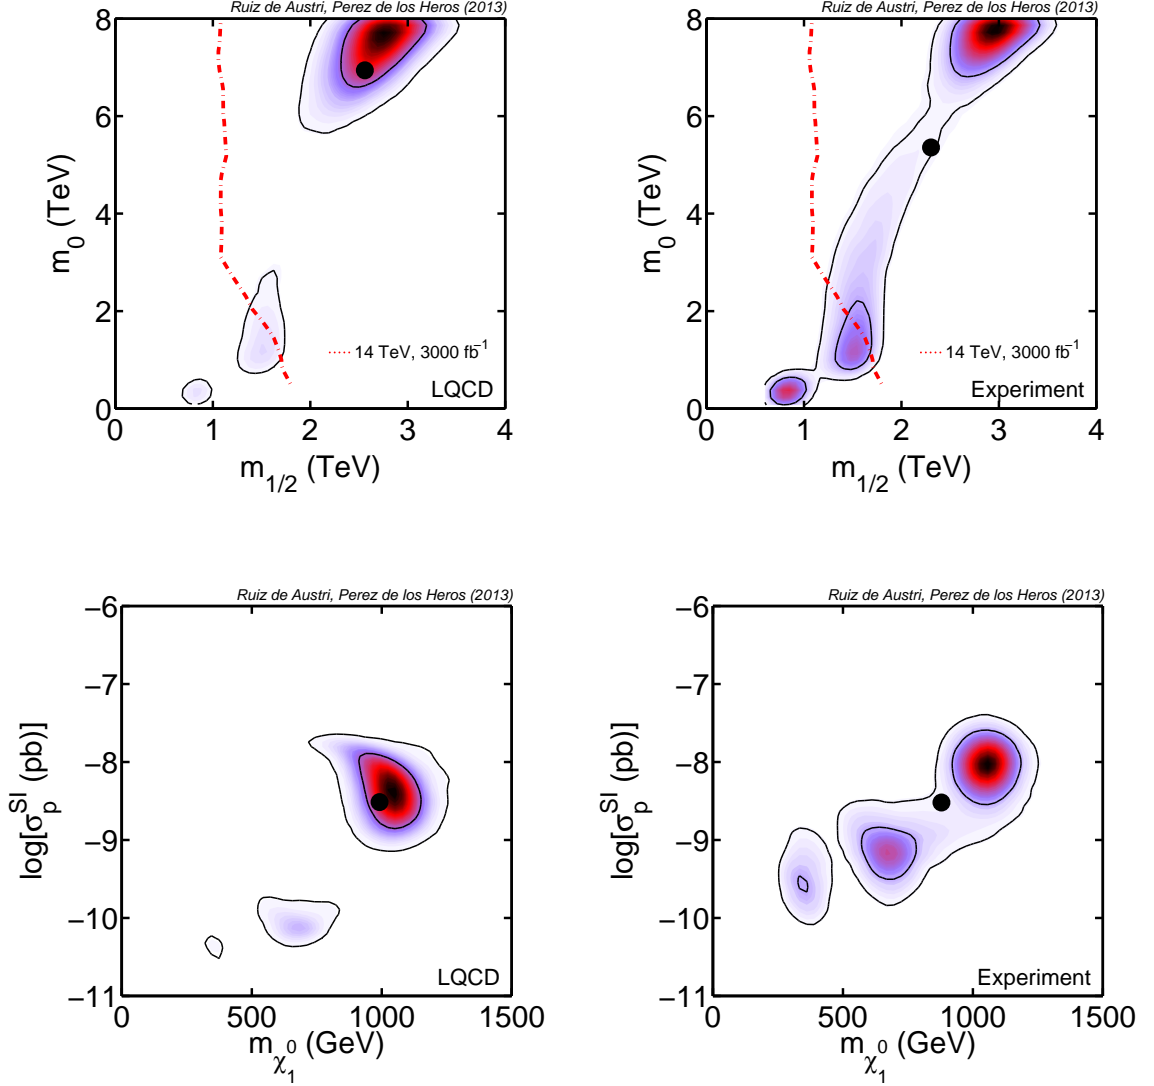 Ruiz de Austri, Perez de los Heros (2013)
8
6
4
2
0
m0 (TeV)
14 TeV, 3000 fb−1
LQCD
0 1 2 3 4
m1/2 (TeV)
Ruiz de Austri, Perez de los Heros (2013)
8
6
4
2
0
m0 (TeV)
14 TeV, 3000 fb−1
Experiment
0 1 2 3 4
m1/2 (TeV)
Ruiz de Austri, Perez de los Heros (2013)
−6
−7
−8
−9
−10
−11
log[σpSI (pb)]
LQCD
0 500 1000 1500
mχ10 (GeV)
Ruiz de Austri, Perez de los Heros (2013)
−6
−7
−8
−9
−10
−11
log[σpSI (pb)]
Experiment
0 500 1000 1500
mχ10 (GeV)